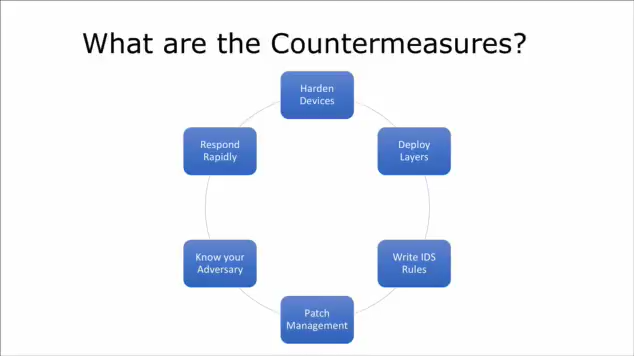 What are the Countermeasures?
Harden
Devices
Deploy
Layers
Write IDS
Rules
Patch
Management
Know your
Adversary
Respond
Rapidly